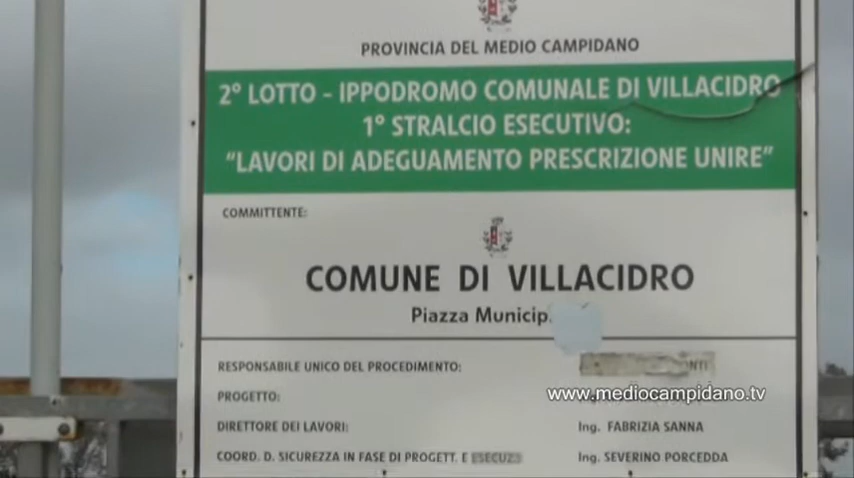 PROVINCIA DEL MEDIO CAMPIDANO
2° LOTTO - IPPODROMO COMUNALE DI VILLACIDRO
1° STRALCIO ESECUTIVO:
"LAVORI DI ADEGUAMENTO PRESCRIZIONE UNIRE"
COMMITTENTE:
COMUNE DI VILLACIDRO
Piazza
RESPONSABILE UNICO DEL PROCEDIMENTO:
www.mediocampidano.tv
PROGETTO:
DIRETTORE DEI LAVORI: Ing. FABRIZIA SANNA
COORD. D. SICUREZZA IN FASE DI PROGETT. E Ing. SEVERINO PORCEDDA